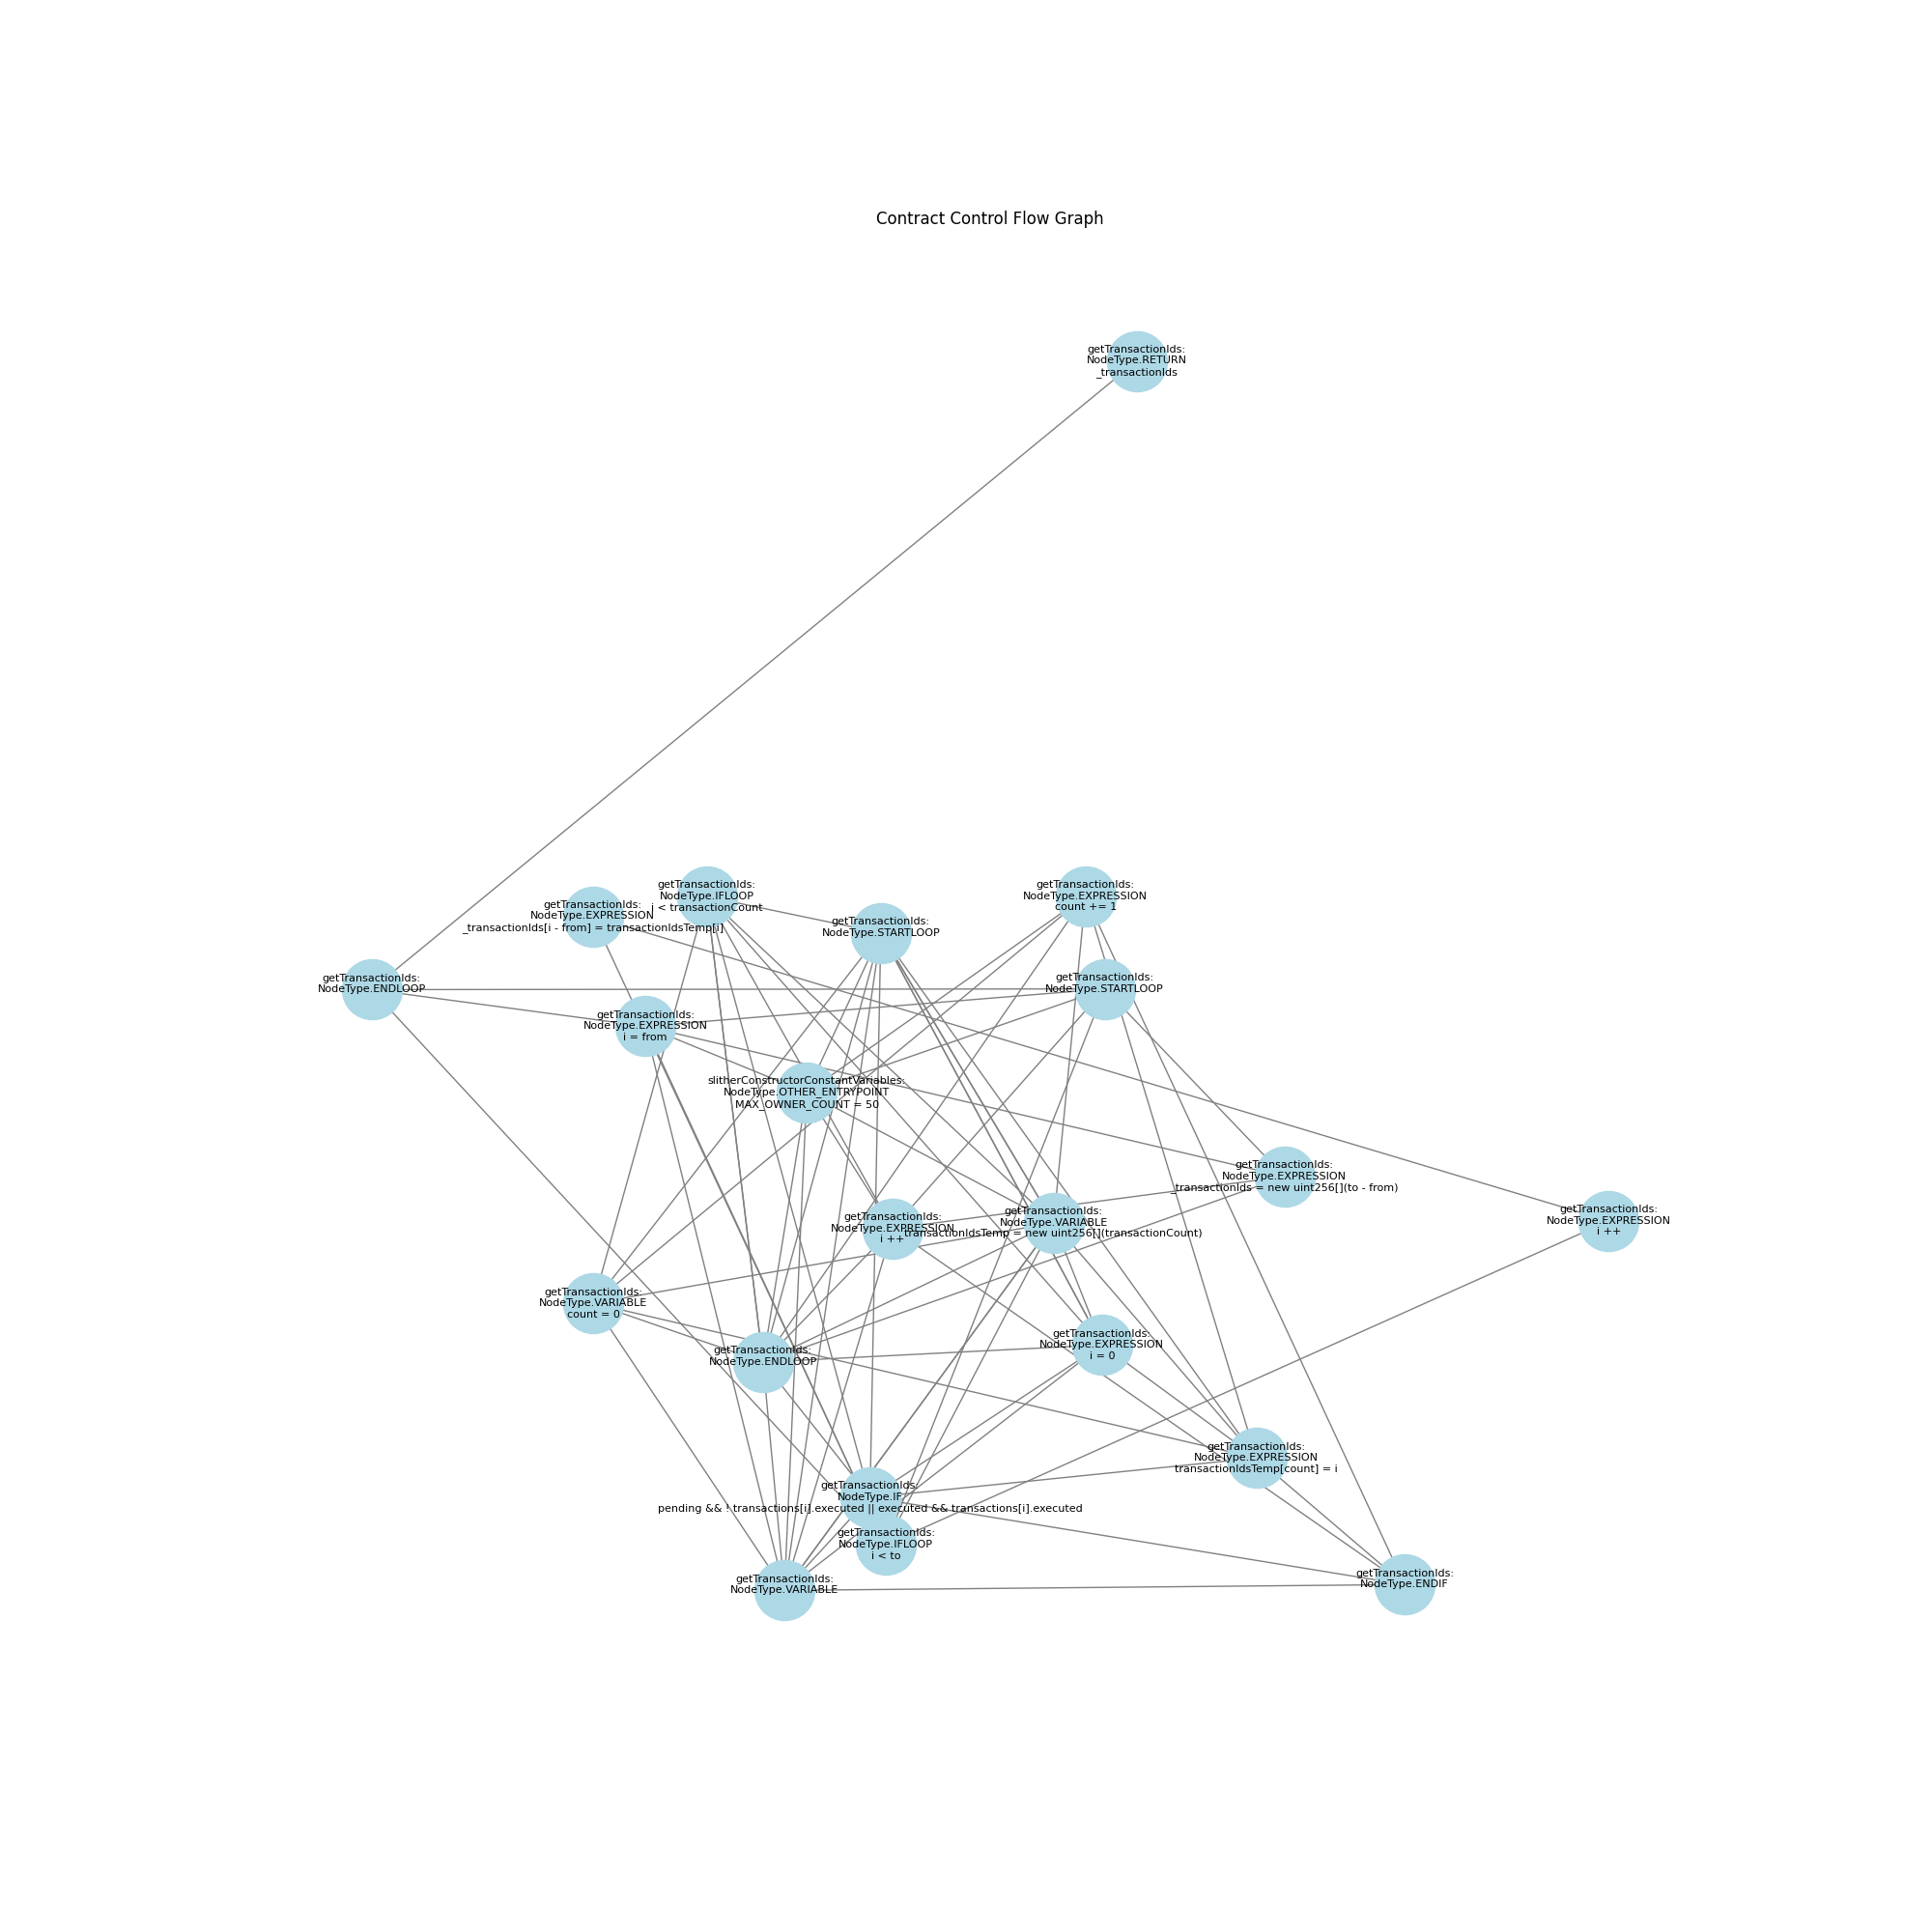 Contract Control Flow Graph
getTransactionIds:
NodeType.RETURN
_transactionIds
getTransactionIds:
NodeType.IFLOOP
i < transactionCount
getTransactionIds:
NodeType.EXPRESSION
count += 1
getTransactionIds:
NodeType.EXPRESSION
_transactionIds[i - from] = transactionIdsTemp[i]
getTransactionIds:
NodeType.STARTLOOP
getTransactionIds:
NodeType.ENDLOOP
getTransactionIds:
NodeType.STARTLOOP
getTransactionIds:
NodeType.EXPRESSION
i = from
slitherConstructorConstantVariables:
NodeType.OTHER_ENTRYPOINT
MAX_OWNER_COUNT = 50
getTransactionIds:
NodeType.EXPRESSION
_transactionIds = new uint256[](to - from)
getTransactionIds:
NodeType.VARIABLE
transactionIdsTemp = new uint256[](transactionCount)
getTransactionIds:
NodeType.EXPRESSION
i ++
getTransactionIds:
NodeType.EXPRESSION
i ++
getTransactionIds:
NodeType.VARIABLE
count = 0
getTransactionIds:
NodeType.EXPRESSION
i = 0
getTransactionIds:
NodeType.ENDLOOP
getTransactionIds:
NodeType.EXPRESSION
transactionIdsTemp[count] = i
getTransactionIds:
NodeType.IF
pending && ! transactions[i].executed || executed && transactions[i].executed
getTransactionIds:
NodeType.IFLOOP
i < to
getTransactionIds:
NodeType.VARIABLE
getTransactionIds:
NodeType.ENDIF